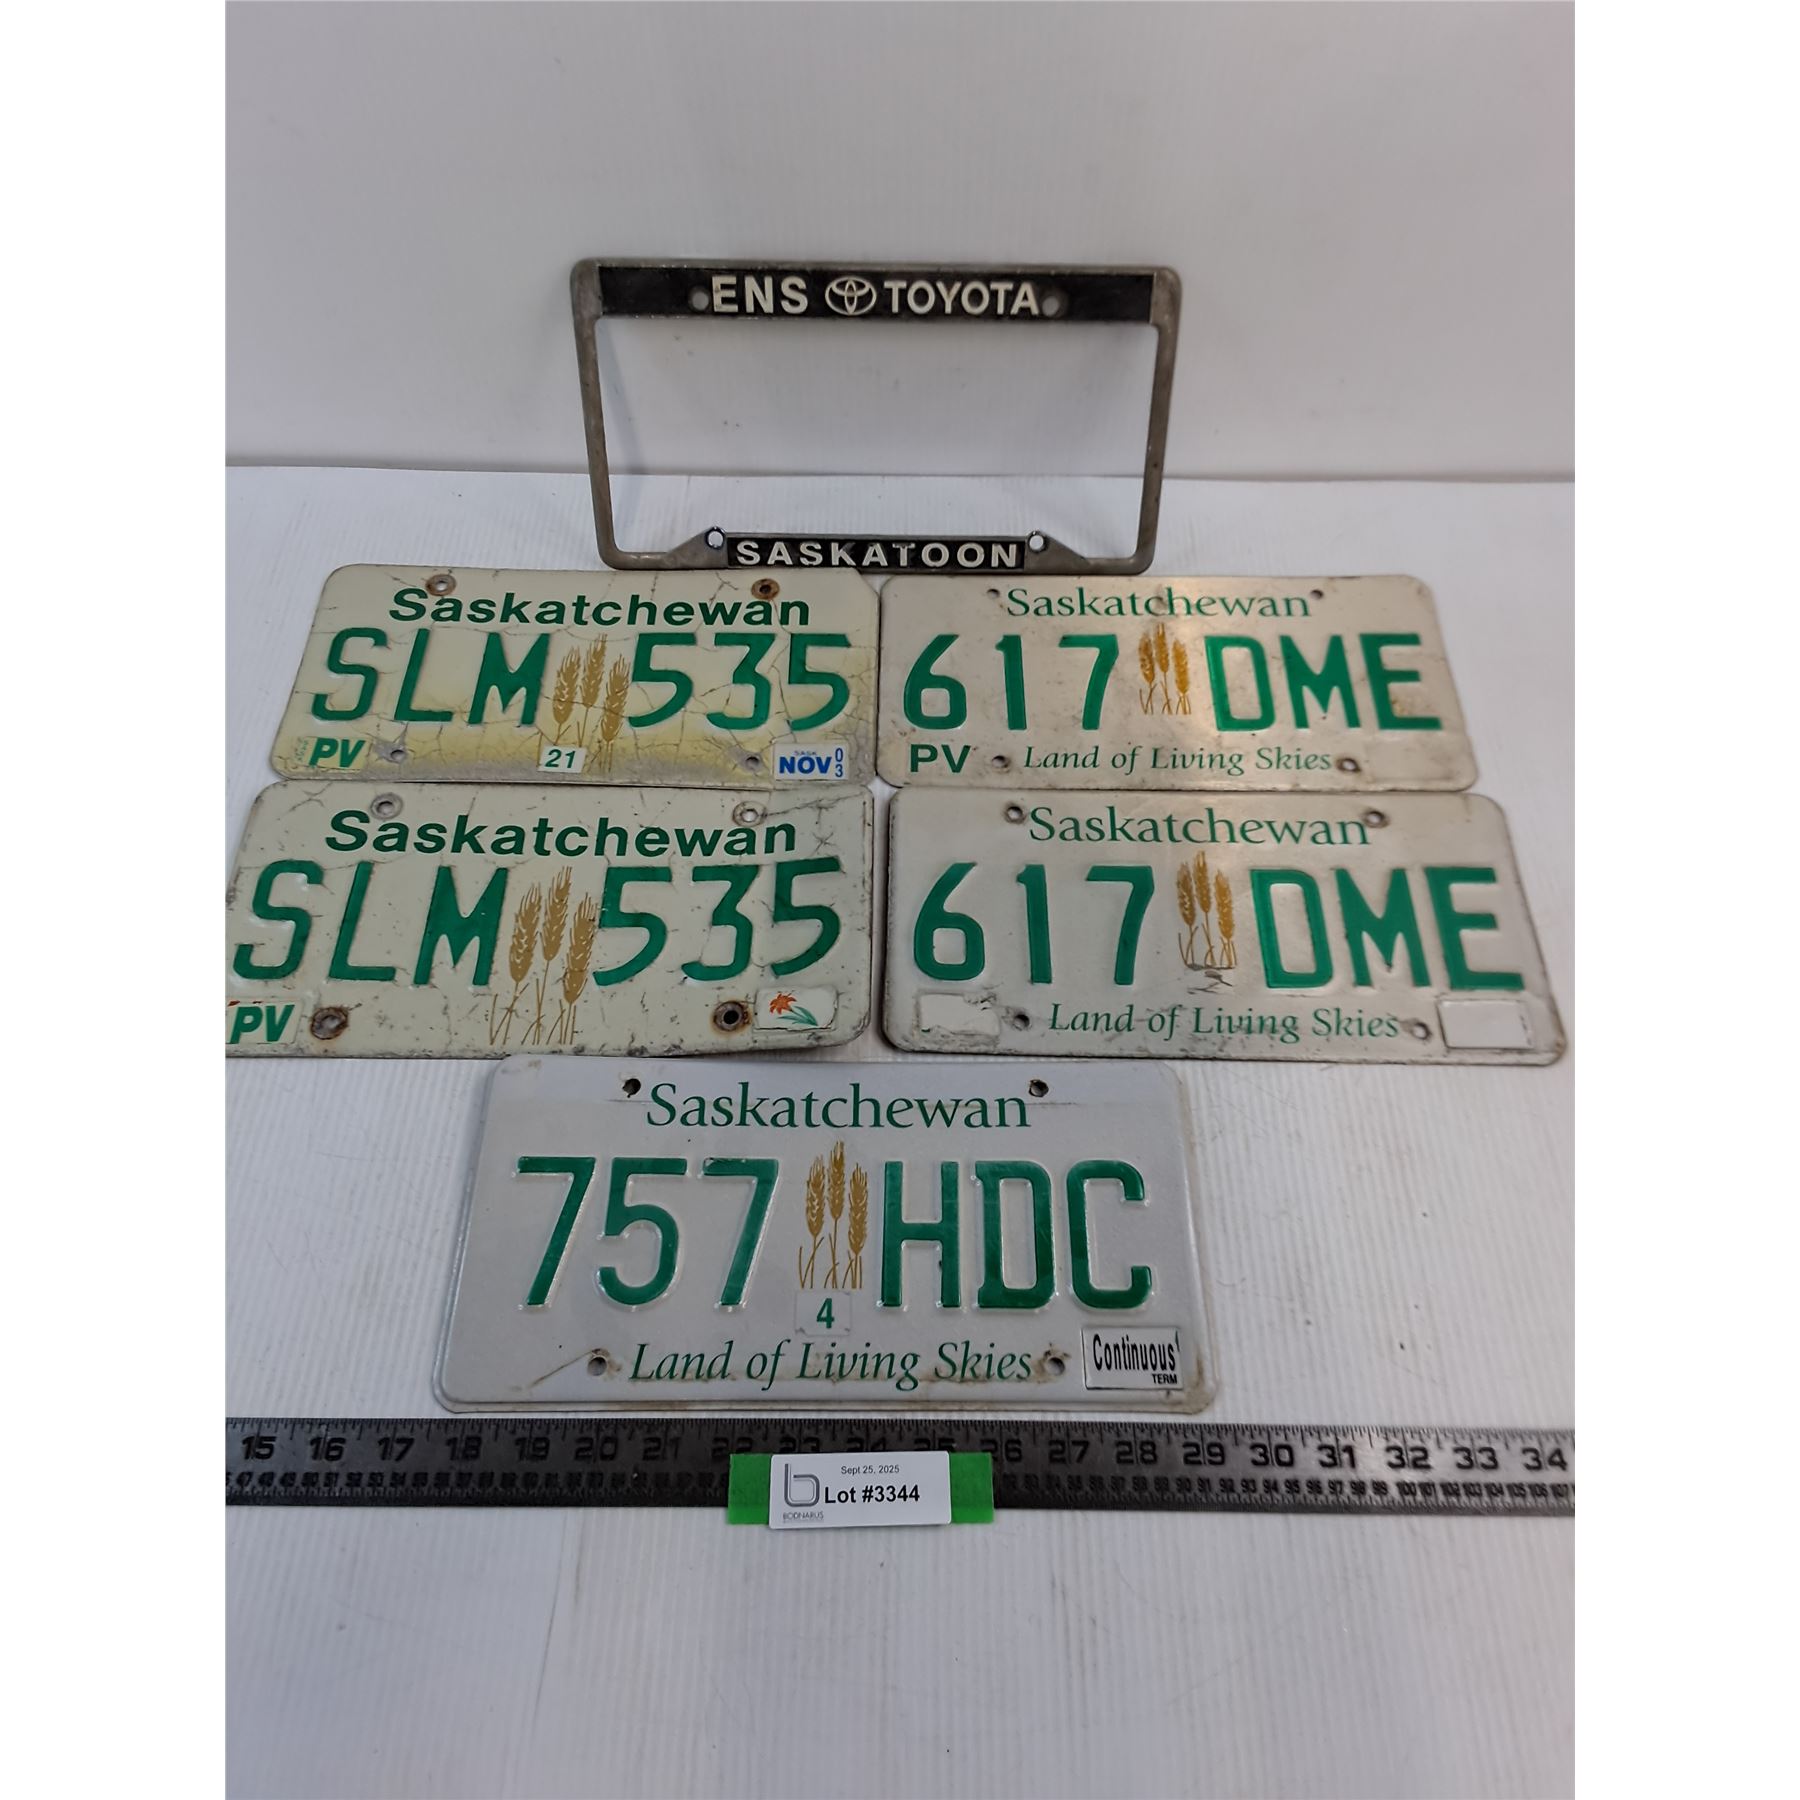 ENS TOYOTA
SASKATOON
Saskatchewan
SLM 535
PV 21 SASK NOV 03
Saskatchewan
617 DME
PV Land of Living Skies
Saskatchewan
SLM 535
PV
Saskatchewan
617 DME
Land of Living Skies
Saskatchewan
757 HDC
4
Land of Living Skies
Continuous
TERM
15 16 17 18 19 20 21 22 23 24 25 26 27 28 29 30 31 32 33 34
Sept 25, 2025
Lot #3344
BODNARUS